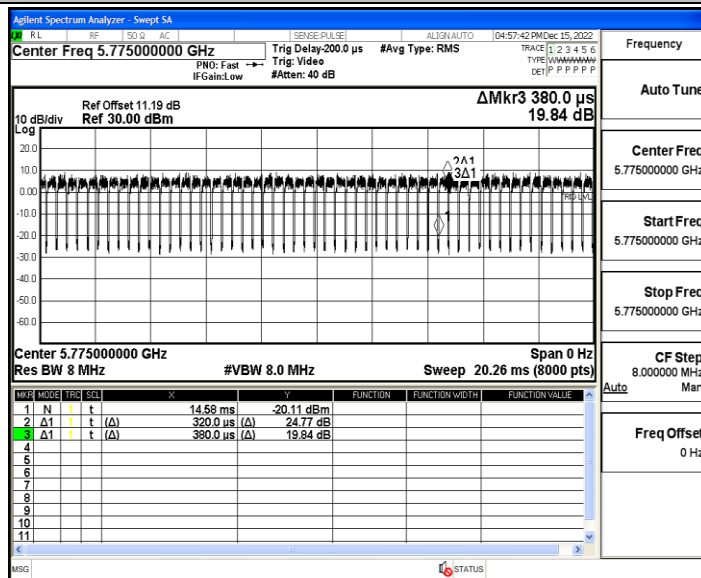 Agilent Spectrum Analyzer - Swept SA
RL RF 50 Ω AC SENSE:PULSE ALIGN AUTO 04:57:42 PM Dec 15, 2022
Center Freq 5.775000000 GHz
PNO: Fast
IFGain:Low
Trig Delay-200.0 µs
Trig: Video
#Atten: 40 dB
#Avg Type: RMS
TRACE 1 2 3 4 5 6
TYPE
DET P P P P P P
Ref Offset 11.19 dB
10 dB/div Ref 30.00 dBm
Log
ΔMkr3 380.0 µs
19.84 dB
20.0
10.0
0.00
-10.0
-20.0
-30.0
-40.0
-50.0
-60.0
2Δ1
3Δ1
1
TRIG LVL
Center 5.775000000 GHz Span 0 Hz
Res BW 8 MHz #VBW 8.0 MHz Sweep 20.26 ms (8000 pts)
MKR MODE TRC SCL X Y FUNCTION FUNCTION WIDTH FUNCTION VALUE
1 N t 14.58 ms -20.11 dBm
2 Δ1 t (Δ) 320.0 µs (Δ) 24.77 dB
3 Δ1 t (Δ) 380.0 µs (Δ) 19.84 dB
4
5
6
7
8
9
10
11
MSG STATUS
Frequency
Auto Tune
Center Freq
5.775000000 GHz
Start Freq
5.775000000 GHz
Stop Freq
5.775000000 GHz
CF Step
8.000000 MHz
Auto Man
Freq Offset
0 Hz